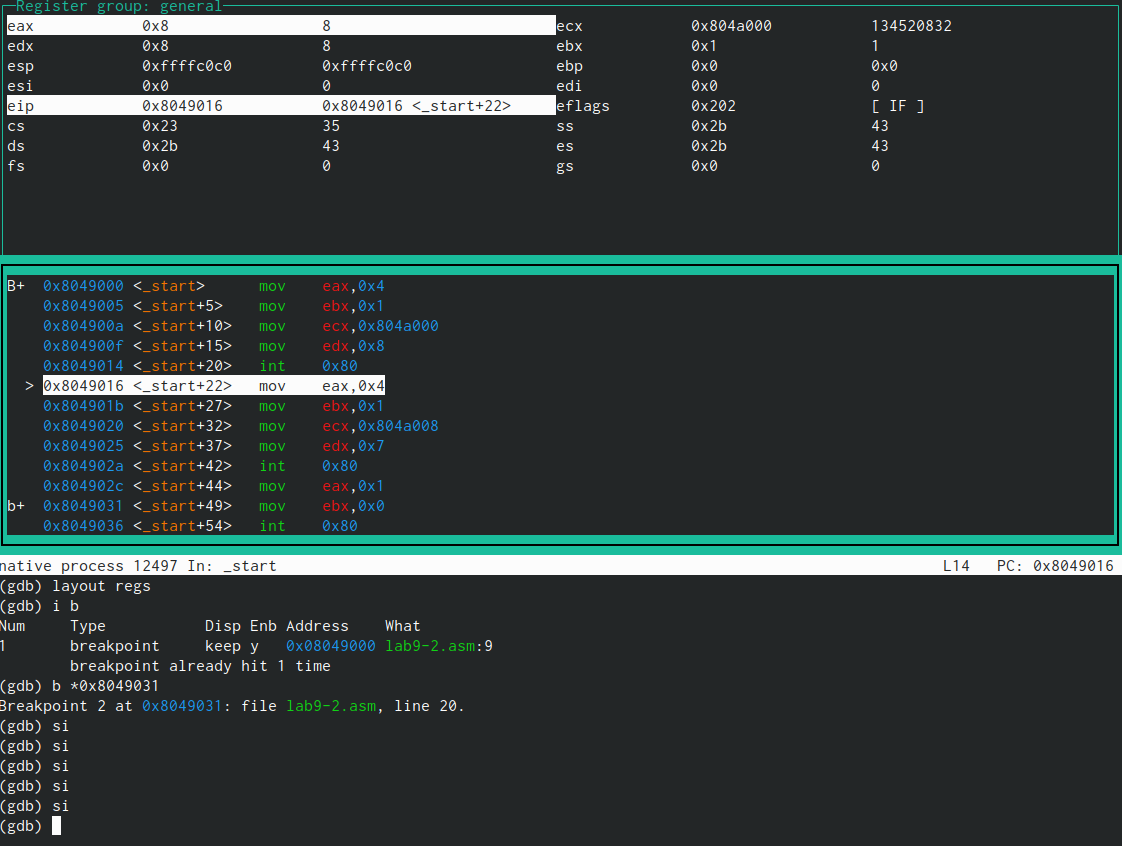 Register group: general
eax 0x8 8 ecx 0x804a000 134520832
edx 0x8 8 ebx 0x1 1
esp 0xffffc0c0 0xffffc0c0 ebp 0x0 0x0
esi 0x0 0 edi 0x0 0
eip 0x8049016 0x8049016 <_start+22> eflags 0x202 [ IF ]
cs 0x23 35 ss 0x2b 43
ds 0x2b 43 es 0x2b 43
fs 0x0 0 gs 0x0 0
B+ 0x8049000 <_start> mov eax,0x4
0x8049005 <_start+5> mov ebx,0x1
0x804900a <_start+10> mov ecx,0x804a000
0x804900f <_start+15> mov edx,0x8
0x8049014 <_start+20> int 0x80
> 0x8049016 <_start+22> mov eax,0x4
0x804901b <_start+27> mov ebx,0x1
0x8049020 <_start+32> mov ecx,0x804a008
0x8049025 <_start+37> mov edx,0x7
0x804902a <_start+42> int 0x80
0x804902c <_start+44> mov eax,0x1
b+ 0x8049031 <_start+49> mov ebx,0x0
0x8049036 <_start+54> int 0x80
native process 12497 In: _start L14 PC: 0x8049016
(gdb) layout regs
(gdb) i b
Num Type Disp Enb Address What
1 breakpoint keep y 0x08049000 lab9-2.asm:9
breakpoint already hit 1 time
(gdb) b *0x8049031
Breakpoint 2 at 0x8049031: file lab9-2.asm, line 20.
(gdb) si
(gdb) si
(gdb) si
(gdb) si
(gdb) si
(gdb)